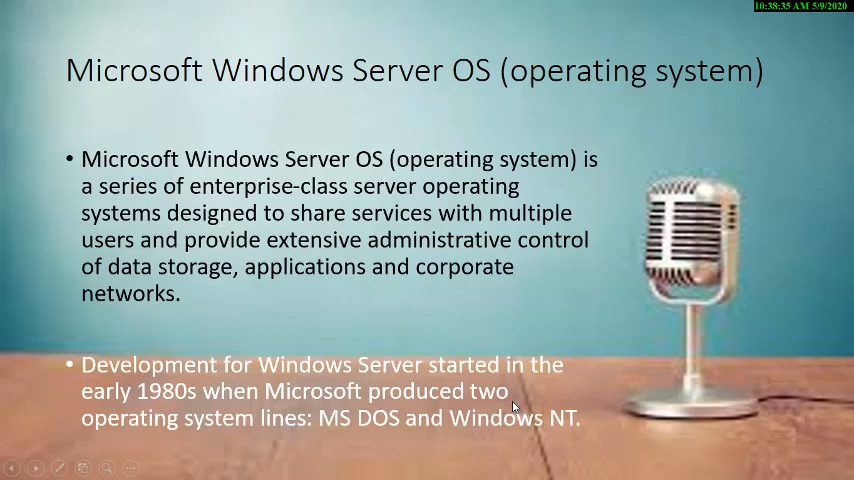 10:38:35 AM 5/9/2020
Microsoft Windows Server OS (operating system)
• Microsoft Windows Server OS (operating system) is
a series of enterprise-class server operating
systems designed to share services with multiple
users and provide extensive administrative control
of data storage, applications and corporate
networks.
• Development for Windows Server started in the
early 1980s when Microsoft produced two
operating system lines: MS DOS and Windows NT.